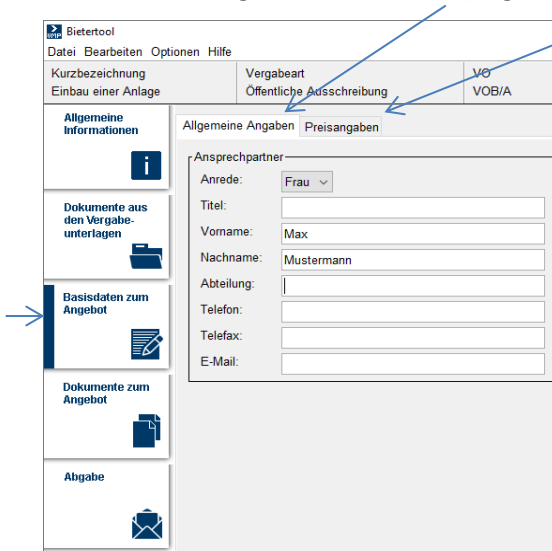 Bietertool
Datei Bearbeiten Optionen Hilfe
Kurzbezeichnung Vergabeart VO
Einbau einer Anlage Öffentliche Ausschreibung VOB/A
Allgemeine
Informationen
Dokumente aus
den Vergabe-
unterlagen
Basisdaten zum
Angebot
Dokumente zum
Angebot
Abgabe
Allgemeine Angaben Preisangaben
Ansprechpartner
Anrede: Frau
Titel:
Vorname: Max
Nachname: Mustermann
Abteilung:
Telefon:
Telefax:
E-Mail: